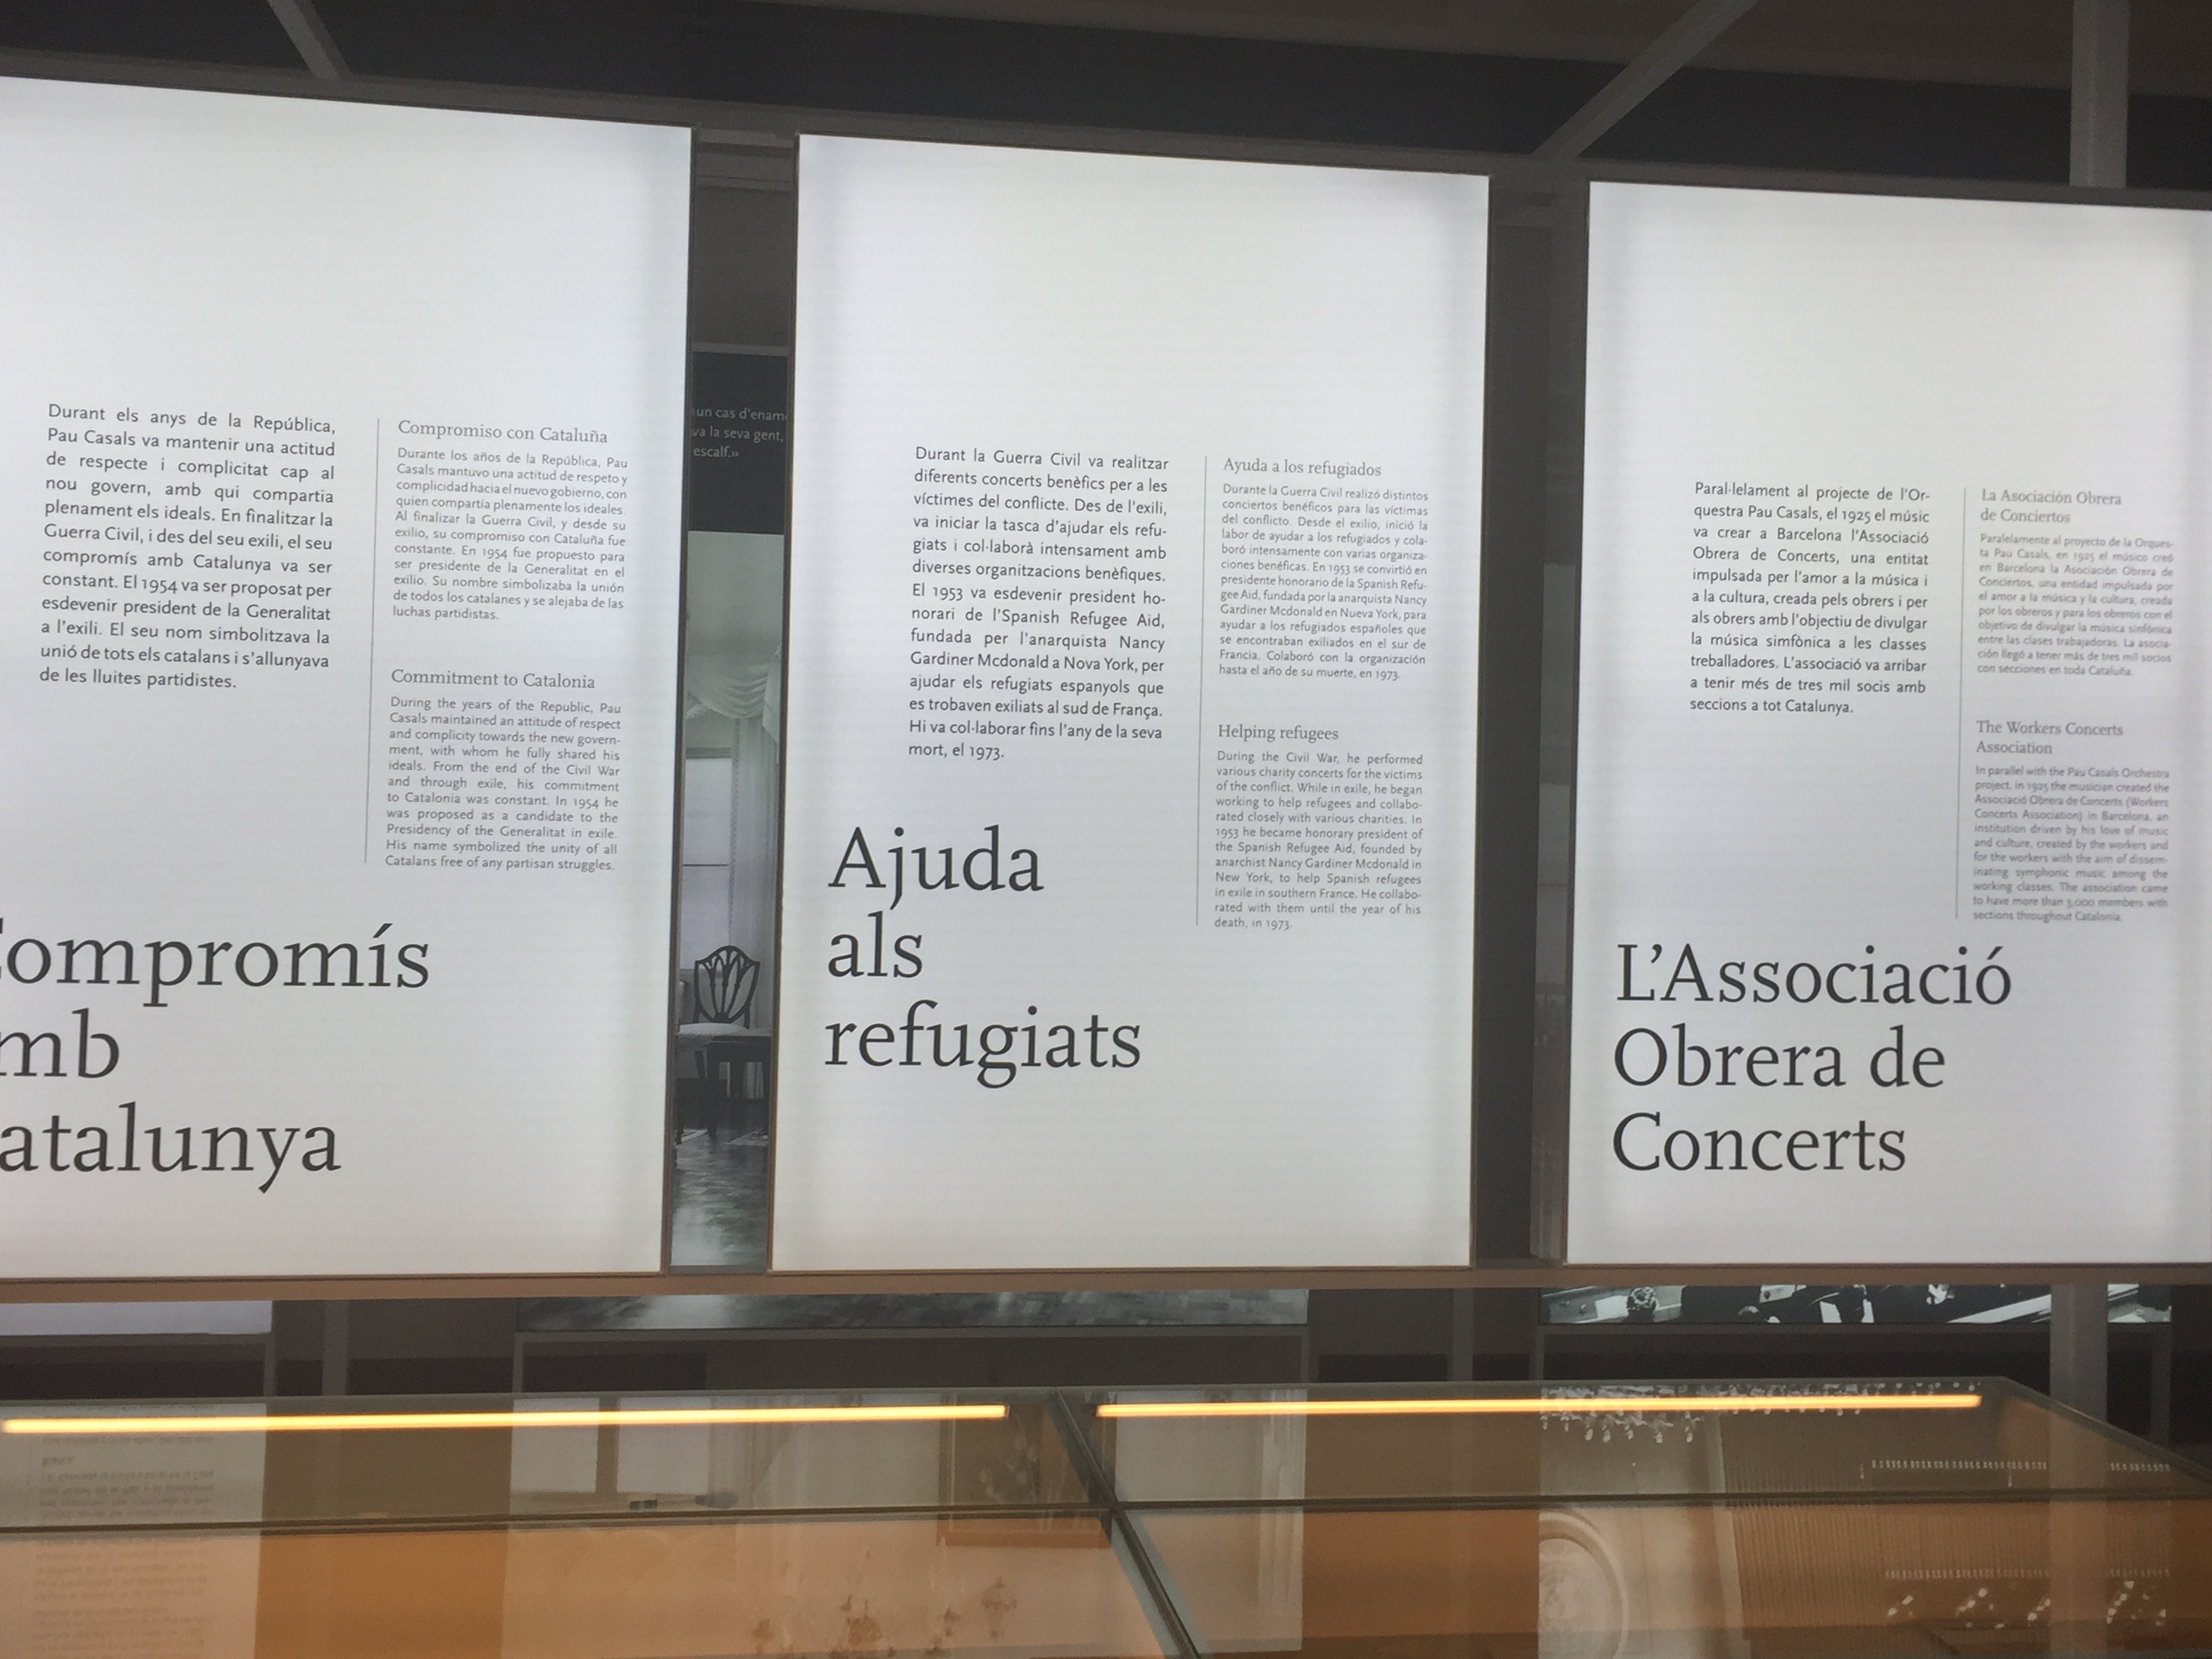 Durant els anys de la República,
Pau Casals va mantenir una actitud
de respecte i complicitat cap al
nou govern, amb qui compartia
plenament els ideals. En finalitzar la
Guerra Civil, i des del seu exili, el seu
compromís amb Catalunya va ser
constant. El 1954 va ser proposat per
esdevenir president de la Generalitat
a l'exili. El seu nom simbolitzava la
unió de tots els catalans i s'allunyava
de les lluites partidistes.
Compromiso con Cataluña
Durante los años de la República, Pau
Casals mantuvo una actitud de respeto y
complicidad hacia el nuevo gobierno, con
quien compartía plenamente los ideales.
Al finalizar la Guerra Civil, y desde su
exilio, su compromiso con Cataluña fue
constante. En 1954 fue propuesto para
ser presidente de la Generalitat en el
exilio. Su nombre simbolizaba la unión
de todos los catalanes y se alejaba de las
luchas partidistas.
Commitment to Catalonia
During the years of the Republic, Pau
Casals maintained an attitude of respect
and complicity towards the new govern-
ment, with whom he fully shared his
ideals. From the end of the Civil War
and through exile, his commitment
to Catalonia was constant. In 1954 he
was proposed as a candidate to the
Presidency of the Generalitat in exile.
His name symbolized the unity of all
Catalans free of any partisan struggles.
ompromís
mb
atalunya
un cas d'enam
va la seva gent,
escalf.»
Durant la Guerra Civil va realitzar
diferents concerts benèfics per a les
víctimes del conflicte. Des de l'exili,
va iniciar la tasca d'ajudar els refu-
giats i col·laborà intensament amb
diverses organitzacions benèfiques.
El 1953 va esdevenir president ho-
norari de l'Spanish Refugee Aid,
fundada per l'anarquista Nancy
Gardiner Mcdonald a Nova York, per
ajudar els refugiats espanyols que
es trobaven exiliats al sud de França.
Hi va col·laborar fins l'any de la seva
mort, el 1973.
Ayuda a los refugiados
Durante la Guerra Civil realizó distintos
conciertos benéficos para las víctimas
del conflicto. Desde el exilio, inició la
labor de ayudar a los refugiados y cola-
boró intensamente con varias organiza-
ciones benéficas. En 1953 se convirtió en
presidente honorario de la Spanish Refu-
gee Aid, fundada por la anarquista Nancy
Gardiner Mcdonald en Nueva York, para
ayudar a los refugiados españoles que
se encontraban exiliados en el sur de
Francia. Colaboró con la organización
hasta el año de su muerte, en 1973.
Helping refugees
During the Civil War, he performed
various charity concerts for the victims
of the conflict. While in exile, he began
working to help refugees and collabo-
rated closely with various charities. In
1953 he became honorary president of
the Spanish Refugee Aid, founded by
anarchist Nancy Gardiner Mcdonald in
New York, to help Spanish refugees
in exile in southern France. He collabo-
rated with them until the year of his
death, in 1973.
Ajuda
als
refugiats
Paral·lelament al projecte de l'Or-
questra Pau Casals, el 1925 el músic
va crear a Barcelona l'Associació
Obrera de Concerts, una entitat
impulsada per l'amor a la música i
a la cultura, creada pels obrers i per
als obrers amb l'objectiu de divulgar
la música simfònica a les classes
treballadores. L'associació va arribar
a tenir més de tres mil socis amb
seccions a tot Catalunya.
La Asociación Obrera
de Conciertos
Paralelamente al proyecto de la Orques-
ta Pau Casals, en 1925 el músico creó
en Barcelona la Asociación Obrera de
Conciertos, una entidad impulsada por
el amor a la música y la cultura, creada
por los obreros y para los obreros con el
objetivo de divulgar la música sinfónica
entre las clases trabajadoras. La asocia-
ción llegó a tener más de tres mil socios
con secciones en toda Cataluña.
The Workers Concerts
Association
In parallel with the Pau Casals Orchestra
project, in 1925 the musician created the
Associació Obrera de Concerts (Workers
Concerts Association) in Barcelona, an
institution driven by his love of music
and culture, created by the workers and
for the workers with the aim of dissem-
inating symphonic music among the
working classes. The association came
to have more than 3,000 members with
sections throughout Catalonia.
L'Associació
Obrera de
Concerts